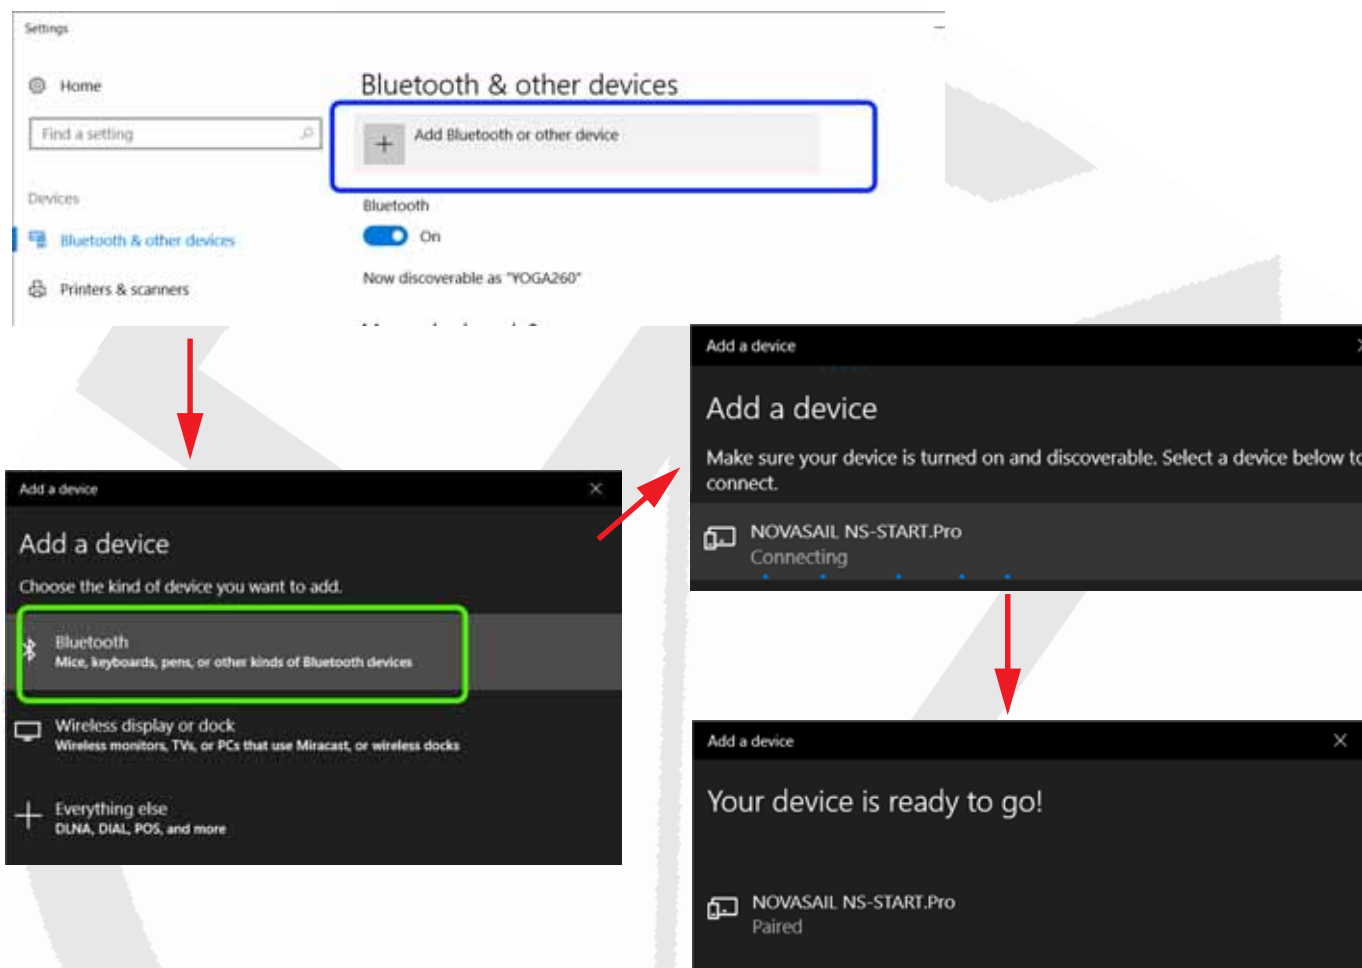 Settings
Home
Find a setting
Devices
Bluetooth & other devices
Printers & scanners
Bluetooth & other devices
Add Bluetooth or other device
Bluetooth
On
Now discoverable as "YOGA260"
Add a device
Add a device
Choose the kind of device you want to add.
Bluetooth
Mice, keyboards, pens, or other kinds of Bluetooth devices
Wireless display or dock
Wireless monitors, TVs, or PCs that use Miracast, or wireless docks
Everything else
DLNA, DIAL, POS, and more
Add a device
Add a device
Make sure your device is turned on and discoverable. Select a device below to
connect.
NOVASAIL NS-START.Pro
Connecting
Add a device
Your device is ready to go!
NOVASAIL NS-START.Pro
Paired